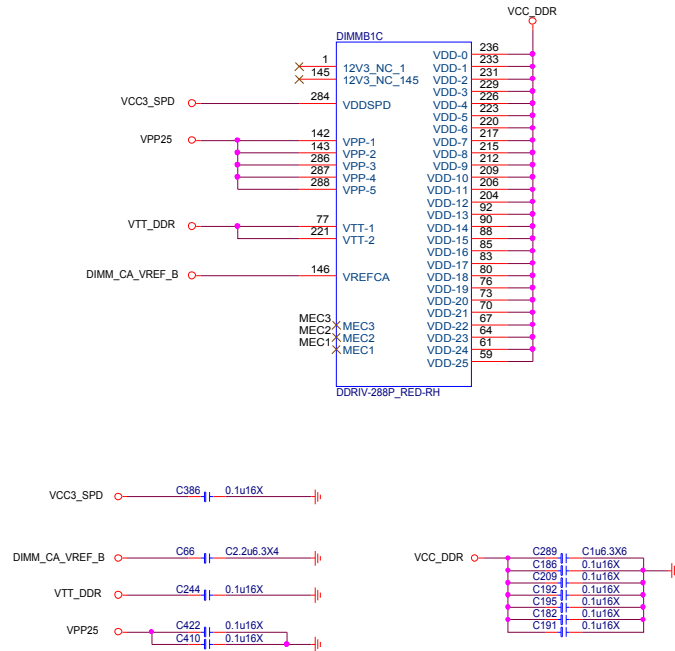 VCC_DDR
DIMMB1C
1 12V3_NC_1 VDD-0 236
145 12V3_NC_145 VDD-1 233
VDD-2 231
VCC3_SPD 284 VDDSPD VDD-3 229
VDD-4 226
VDD-5 223
VDD-6 220
VPP25 142 VPP-1 VDD-7 217
143 VPP-2 VDD-8 215
286 VPP-3 VDD-9 212
287 VPP-4 VDD-10 209
288 VPP-5 VDD-11 206
VDD-12 204
VDD-13 92
VTT_DDR 77 VTT-1 VDD-14 90
221 VTT-2 VDD-15 88
VDD-16 85
VDD-17 83
DIMM_CA_VREF_B 146 VREFCA VDD-18 80
VDD-19 76
VDD-20 73
VDD-21 70
MEC3 MEC3 VDD-22 67
MEC2 MEC2 VDD-23 64
MEC1 MEC1 VDD-24 61
VDD-25 59
DDRIV-288P_RED-RH
VCC3_SPD C386 0.1u16X
DIMM_CA_VREF_B C66 C2.2u6.3X4
VTT_DDR C244 0.1u16X
VPP25 C422 0.1u16X
C410 0.1u16X
VCC_DDR C289 C1u6.3X6
C186 0.1u16X
C209 0.1u16X
C192 0.1u16X
C195 0.1u16X
C182 0.1u16X
C191 0.1u16X